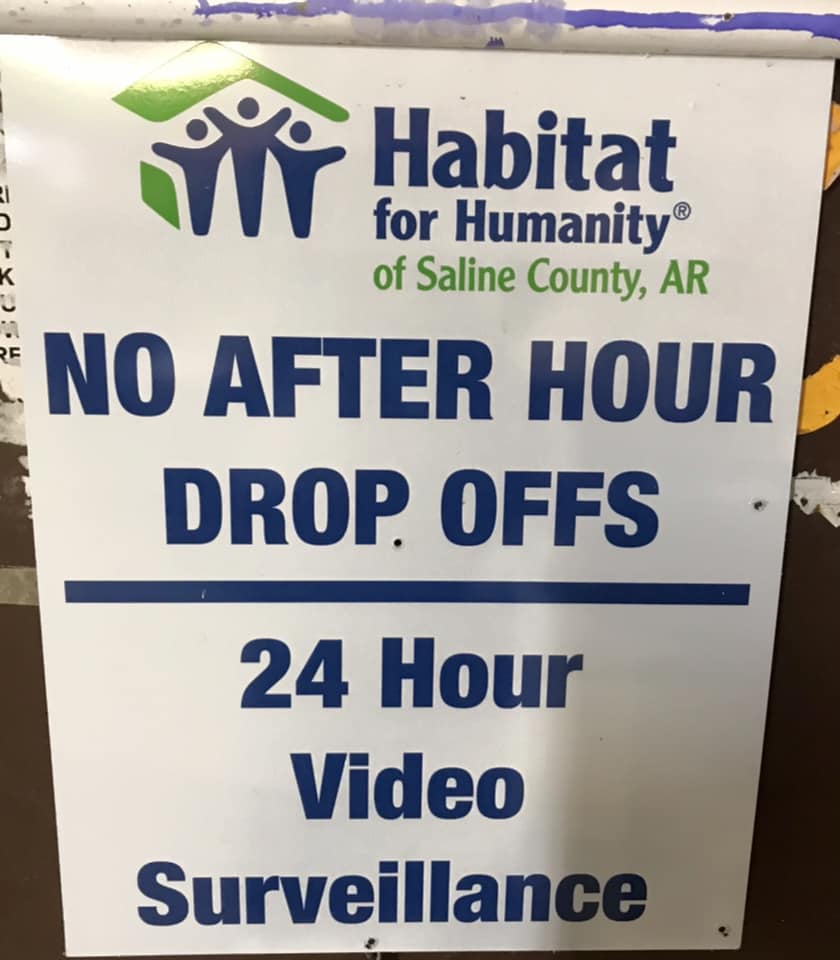 Habitat
for Humanity®
of Saline County, AR
NO AFTER HOUR
DROP OFFS
24 Hour
Video
Surveillance